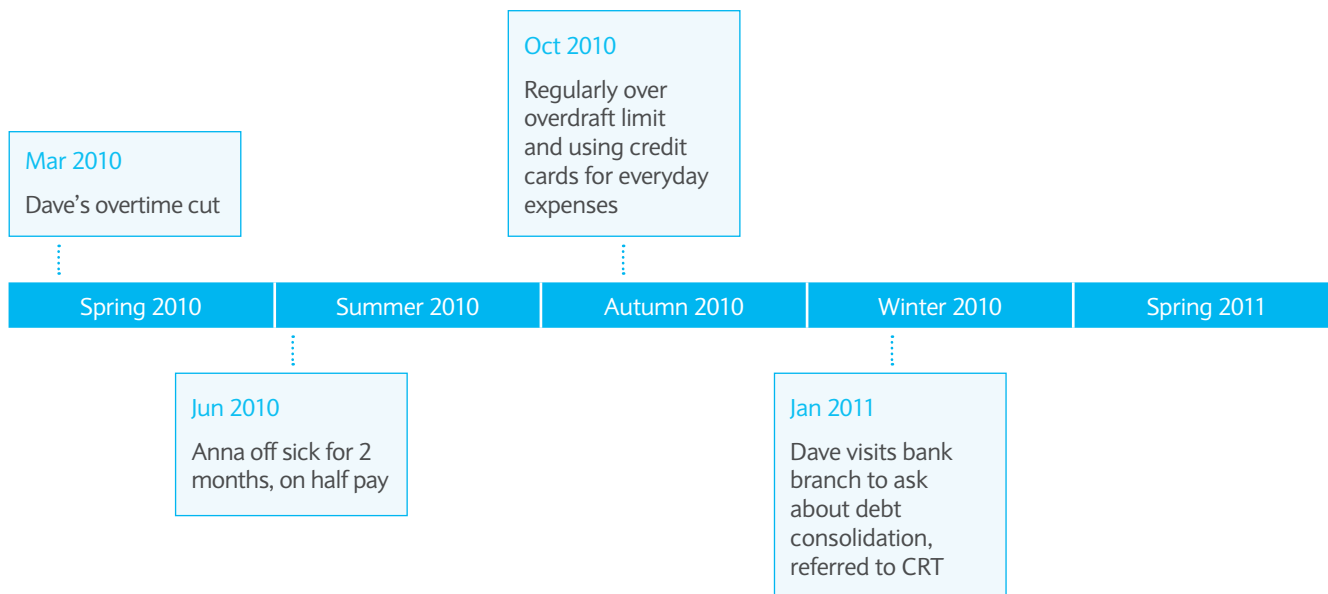 Oct 2010
Regularly over
overdraft limit
and using credit
cards for everyday
expenses
Mar 2010
Dave’s overtime cut
Spring 2010
Summer 2010
Autumn 2010
Winter 2010
Spring 2011
Jun 2010
Anna off sick for 2
months, on half pay
Jan 2011
Dave visits bank
branch to ask
about debt
consolidation,
referred to CRT